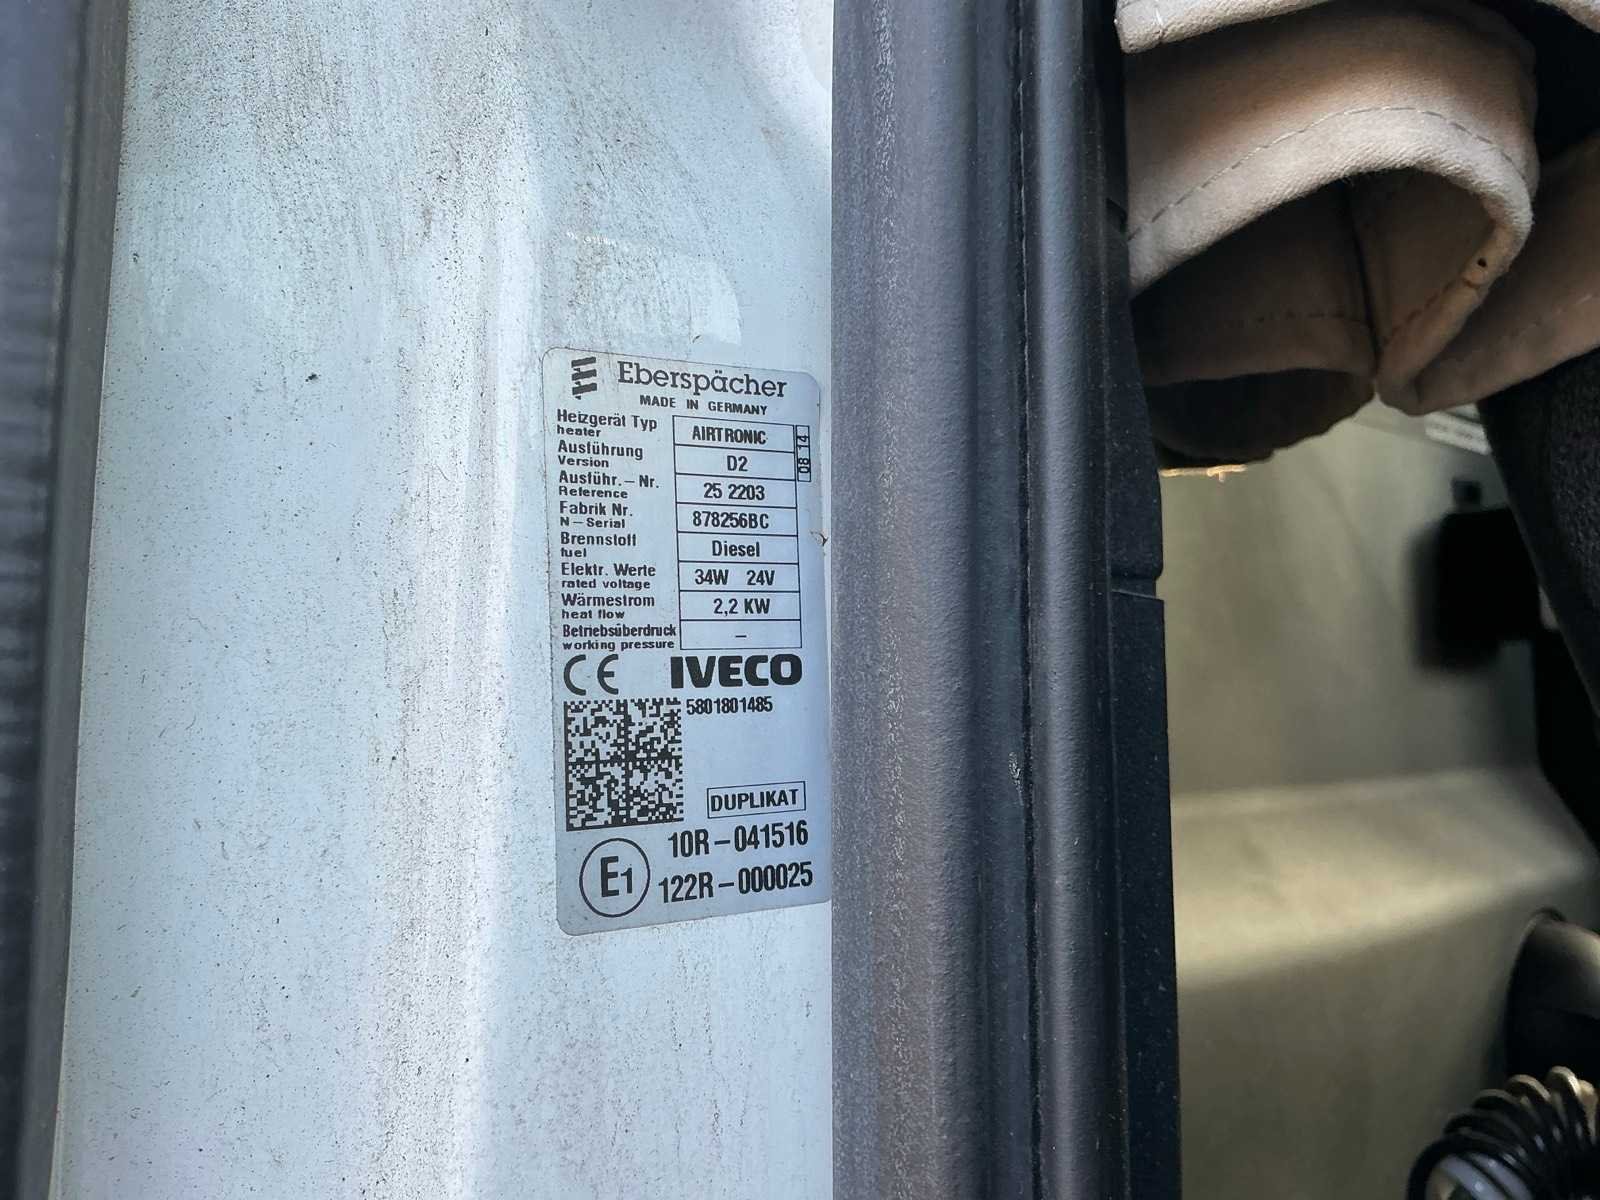 Eberspächer
MADE IN GERMANY
Heizgerät Typ
heater
AIRTRONIC
08 14
Ausführung
Version
D2
Ausführ.–Nr.
Reference
25 2203
Fabrik Nr.
N–Serial
878256BC
Brennstoff
fuel
Diesel
Elektr. Werte
rated voltage
34W 24V
Wärmestrom
heat flow
2,2 KW
Betriebsüberdruck
working pressure
–
CE IVECO
5801801485
DUPLIKAT
10R–041516
E1 122R–000025